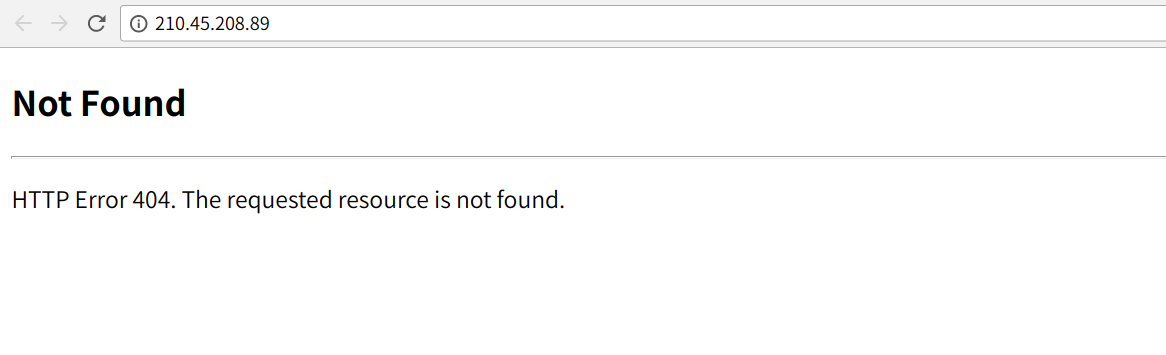 210.45.208.89
Not Found
HTTP Error 404. The requested resource is not found.